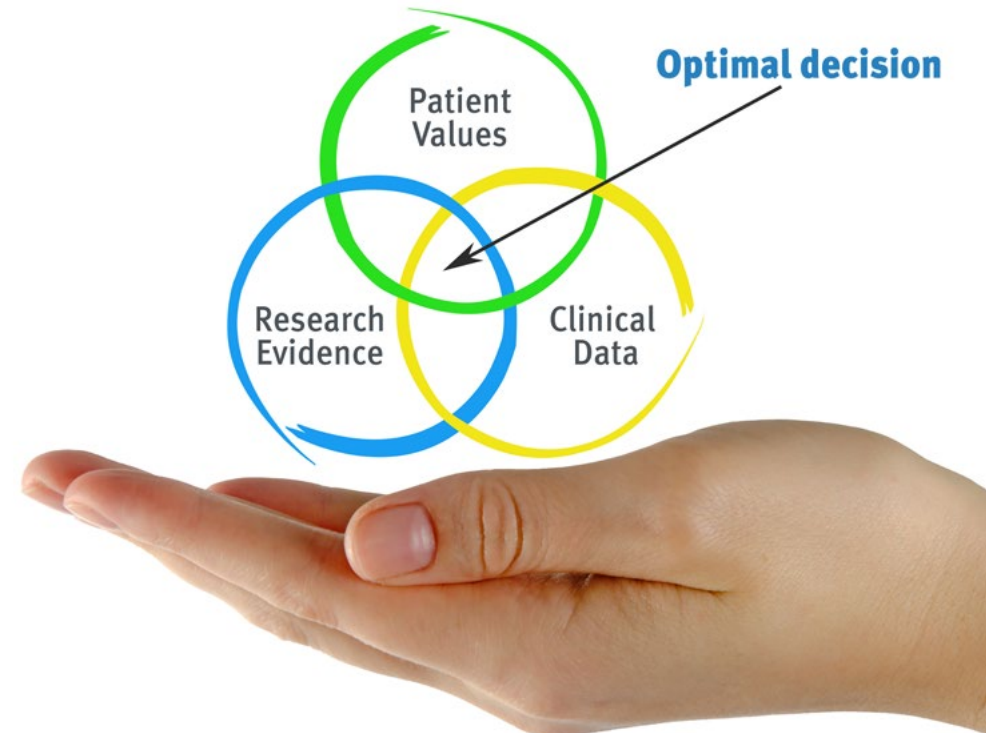 Optimal decision
Patient
Values
Research
Evidence
Clinical
Data